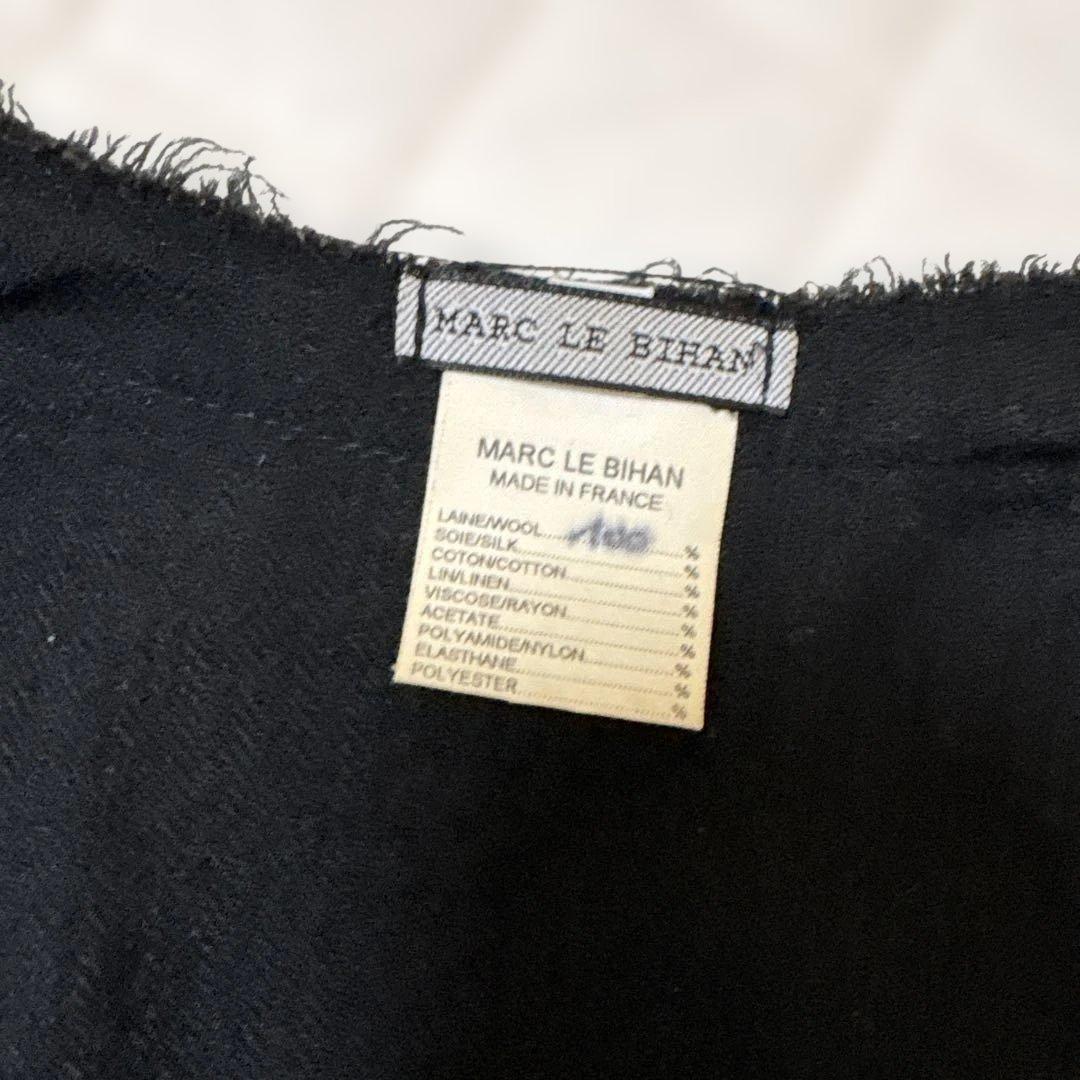 MARC LE BIHAN
MARC LE BIHAN
MADE IN FRANCE
LAINE/WOOL.....100.....%
SOIE/SILK..........%
COTON/COTTON..........%
LIN/LINEN..........%
VISCOSE/RAYON..........%
ACETATE..........%
POLYAMIDE/NYLON..........%
ELASTHANE..........%
POLYESTER..........%